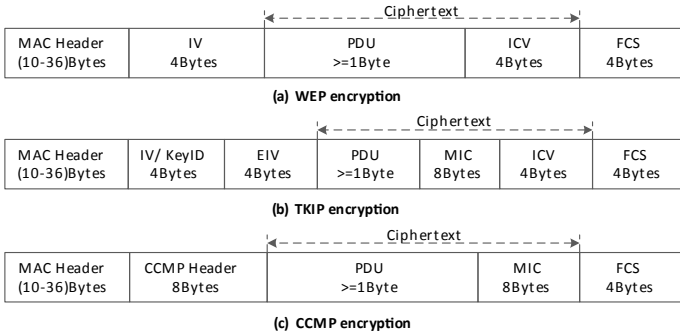 Ciphertext
MAC Header IV PDU ICV FCS
(10-36)Bytes 4Bytes >=1Byte 4Bytes 4Bytes
(a) WEP encryption
Ciphertext
MAC Header IV/ KeyID EIV PDU MIC ICV FCS
(10-36)Bytes 4Bytes 4Bytes >=1Byte 8Bytes 4Bytes 4Bytes
(b) TKIP encryption
Ciphertext
MAC Header CCMP Header PDU MIC FCS
(10-36)Bytes 8Bytes >=1Byte 8Bytes 4Bytes
(c) CCMP encryption